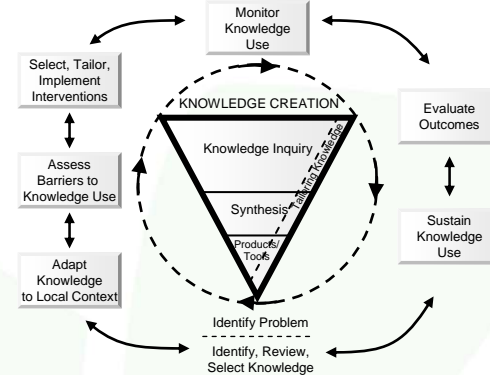 Monitor
Knowledge
Use
Select, Tailor,
Implement
Interventions
KNOWLEDGE CREATION
Evaluate
Outcomes
Knowledge Inquiry
Tailoring Knowledge
Assess
Barriers to
Knowledge Use
Synthesis
Sustain
Knowledge
Use
Products/
Tools
Adapt
Knowledge
to Local Context
Identify Problem
Identify, Review,
Select Knowledge